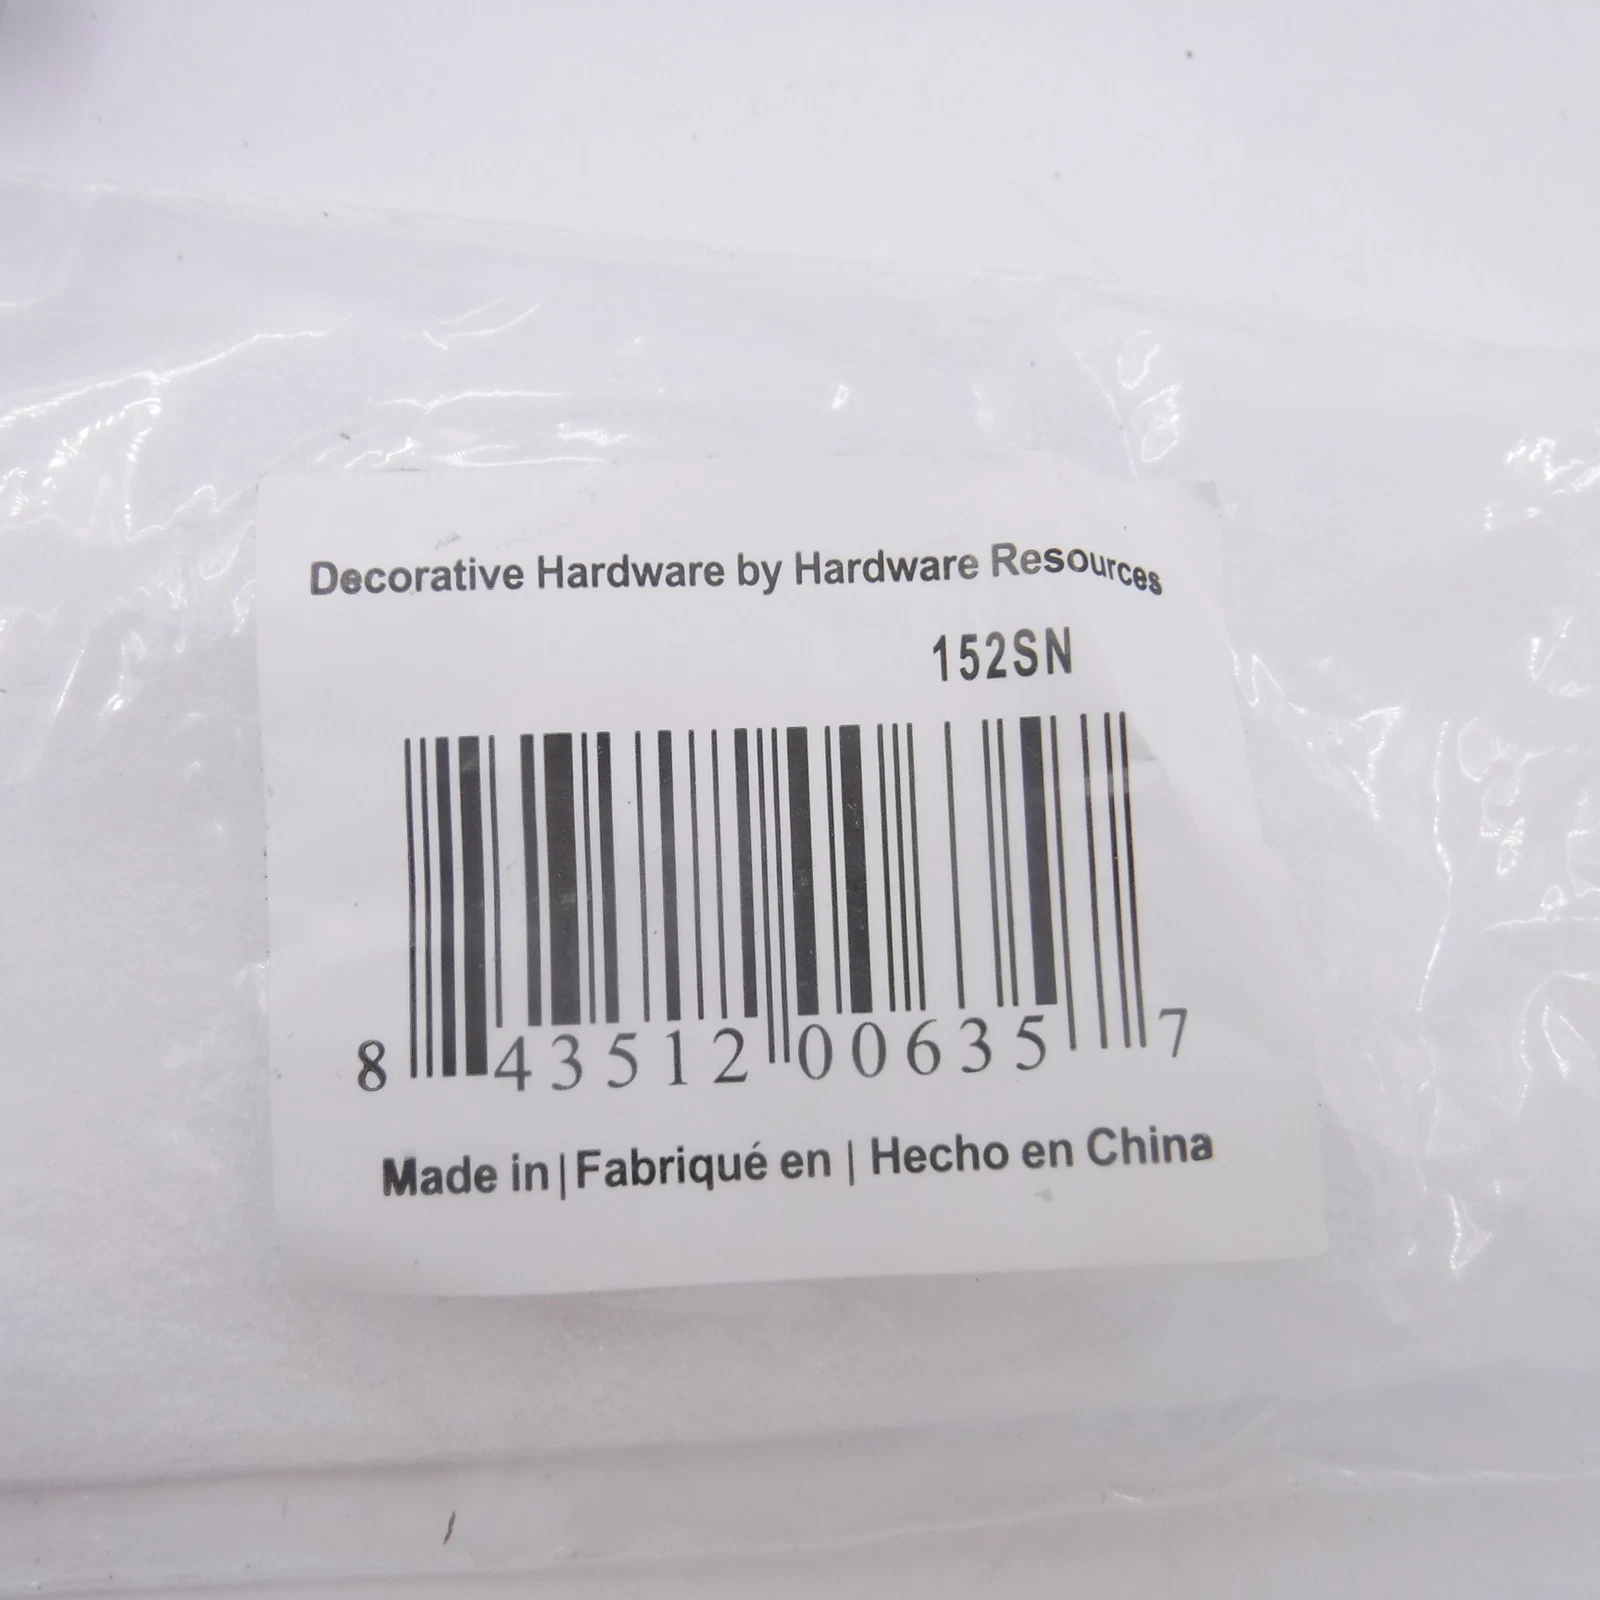 Decorative Hardware by Hardware Resources
152SN
8 43512 00635 7
Made in | Fabriqué en | Hecho en China